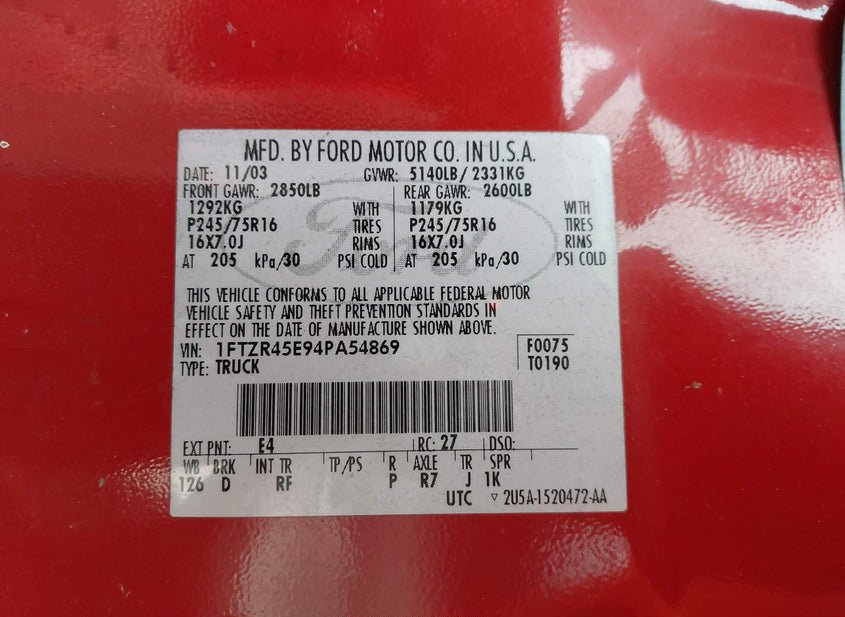 MFD. BY FORD MOTOR CO. IN U.S.A.
DATE: 11/03 GVWR: 5140LB/ 2331KG
FRONT GAWR: 2850LB REAR GAWR: 2600LB
1292KG WITH 1179KG WITH
P245/75R16 TIRES P245/75R16 TIRES
16X7.0J RIMS 16X7.0J RIMS
AT 205 kPa/30 PSI COLD AT 205 kPa/30 PSI COLD
Ford
THIS VEHICLE CONFORMS TO ALL APPLICABLE FEDERAL MOTOR
VEHICLE SAFETY AND THEFT PREVENTION STANDARDS IN
EFFECT ON THE DATE OF MANUFACTURE SHOWN ABOVE.
VIN: 1FTZR45E94PA54869 F0075
TYPE: TRUCK T0190
EXT PNT: E4 RC: 27 DSO:
WB BRK INT TR TP/PS R AXLE TR SPR
126 D RF P R7 J 1K
UTC ▽ 2U5A-1520472-AA